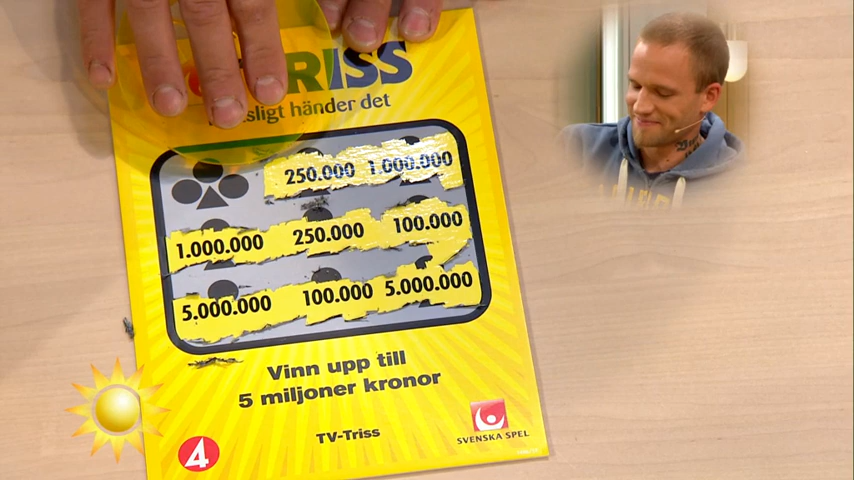 RISS
sligt händer det
250.000 1.000.000
1.000.000 250.000 100.000
5.000.000 100.000 5.000.000
Vinn upp till
5 miljoner kronor
TV-Triss
4
SVENSKA SPEL